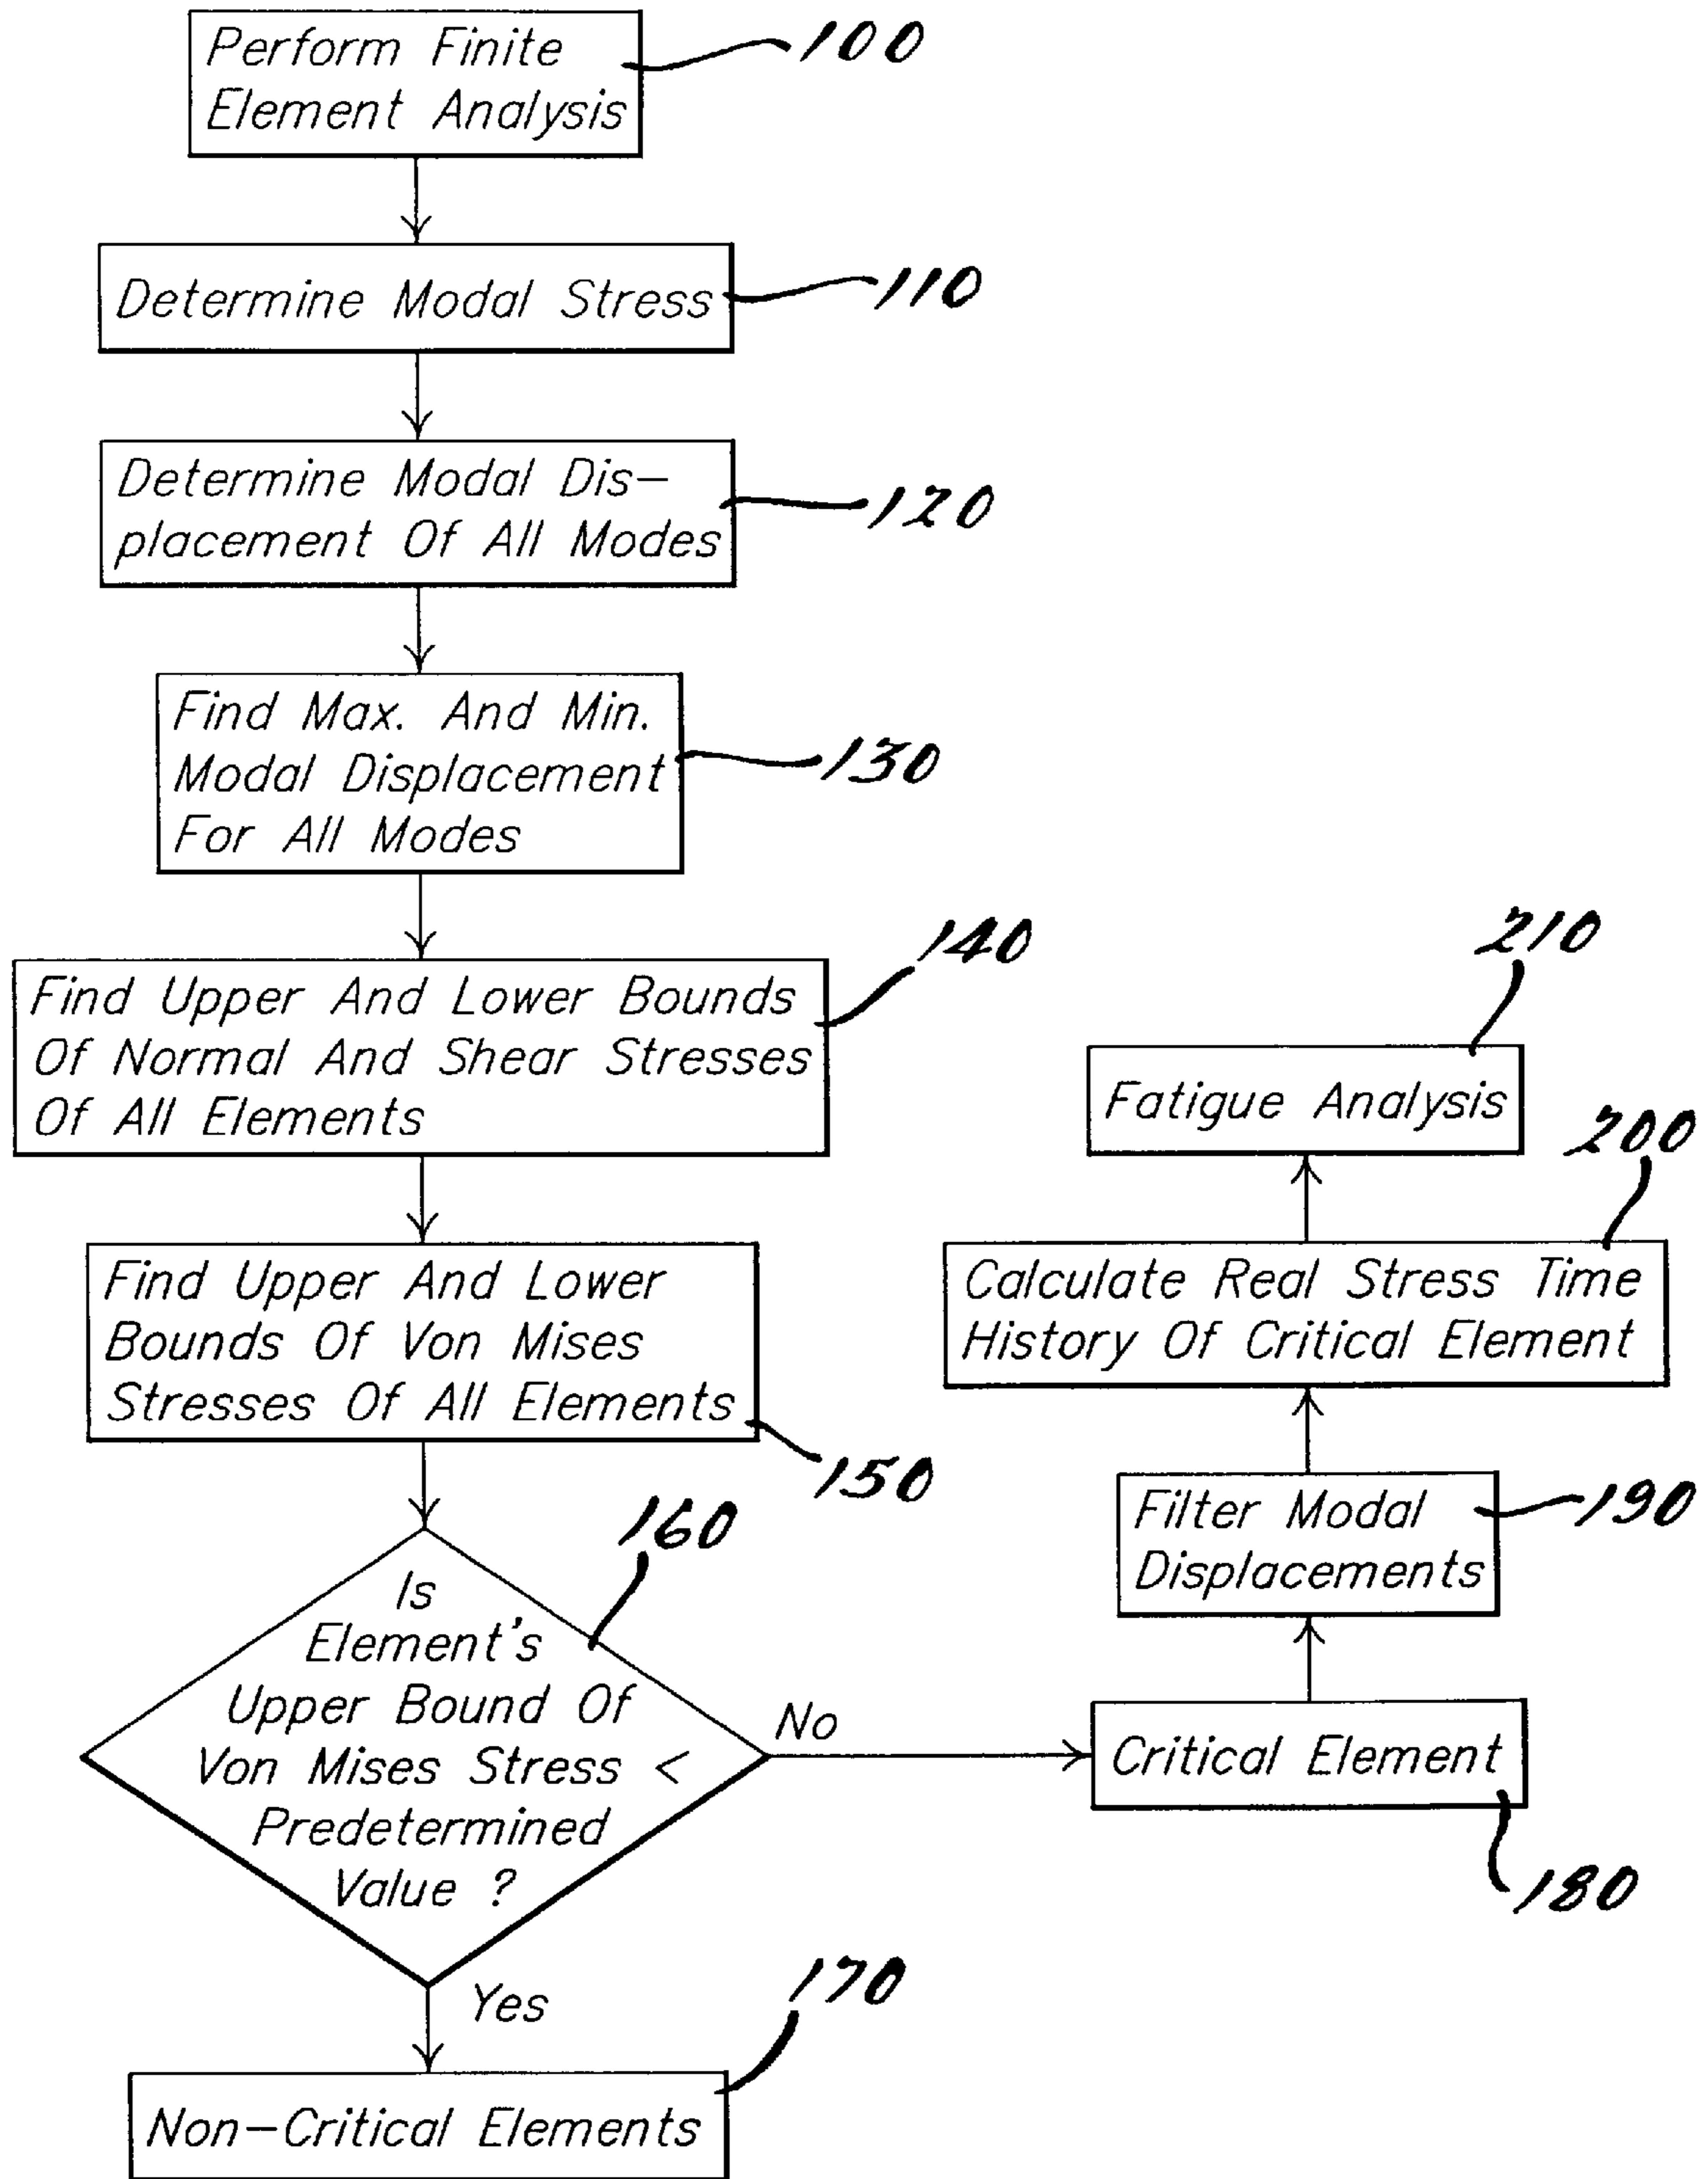 Perform Finite
Element Analysis
100
Determine Modal Stress
110
Determine Modal Dis-
placement Of All Modes
120
Find Max. And Min.
Modal Displacement
For All Modes
130
Find Upper And Lower Bounds
Of Normal And Shear Stresses
Of All Elements
140
Find Upper And Lower
Bounds Of Von Mises
Stresses Of All Elements
150
Is
Element's
Upper Bound Of
Von Mises Stress <
Predetermined
Value ?
160
Yes
Non-Critical Elements
170
No
Critical Element
180
Filter Modal
Displacements
190
Calculate Real Stress Time
History Of Critical Element
200
Fatigue Analysis
210